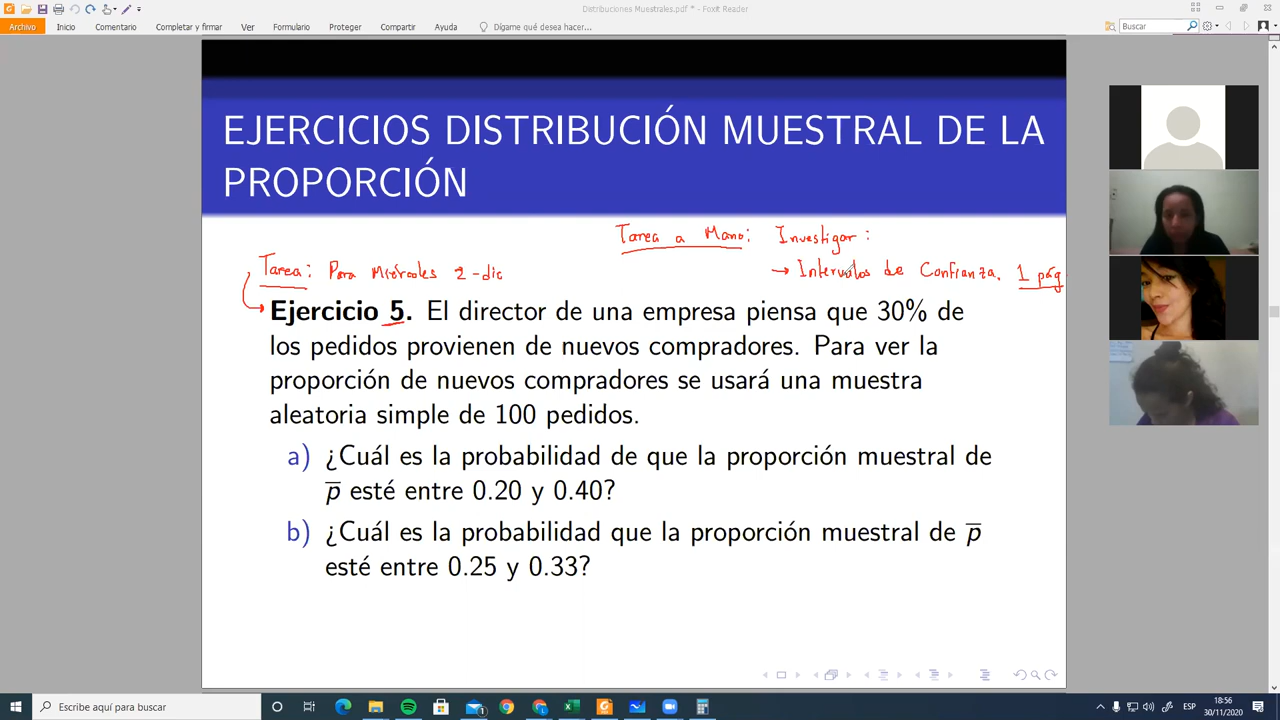 Distribuciones Muestrales.pdf * - Foxit Reader
Archivo Inicio Comentario Completar y firmar Ver Formulario Proteger Compartir Ayuda Dígame qué desea hacer... Buscar
EJERCICIOS DISTRIBUCIÓN MUESTRAL DE LA
PROPORCIÓN
Tarea a Mano: Investigar:
Tarea: Para Miércoles 2-dic → Intervalos de Confianza. 1 pág
Ejercicio 5. El director de una empresa piensa que 30% de
los pedidos provienen de nuevos compradores. Para ver la
proporción de nuevos compradores se usará una muestra
aleatoria simple de 100 pedidos.
a) ¿Cuál es la probabilidad de que la proporción muestral de
p̅ esté entre 0.20 y 0.40?
b) ¿Cuál es la probabilidad que la proporción muestral de p̅
esté entre 0.25 y 0.33?
Escribe aquí para buscar
ESP
18:56
30/11/2020